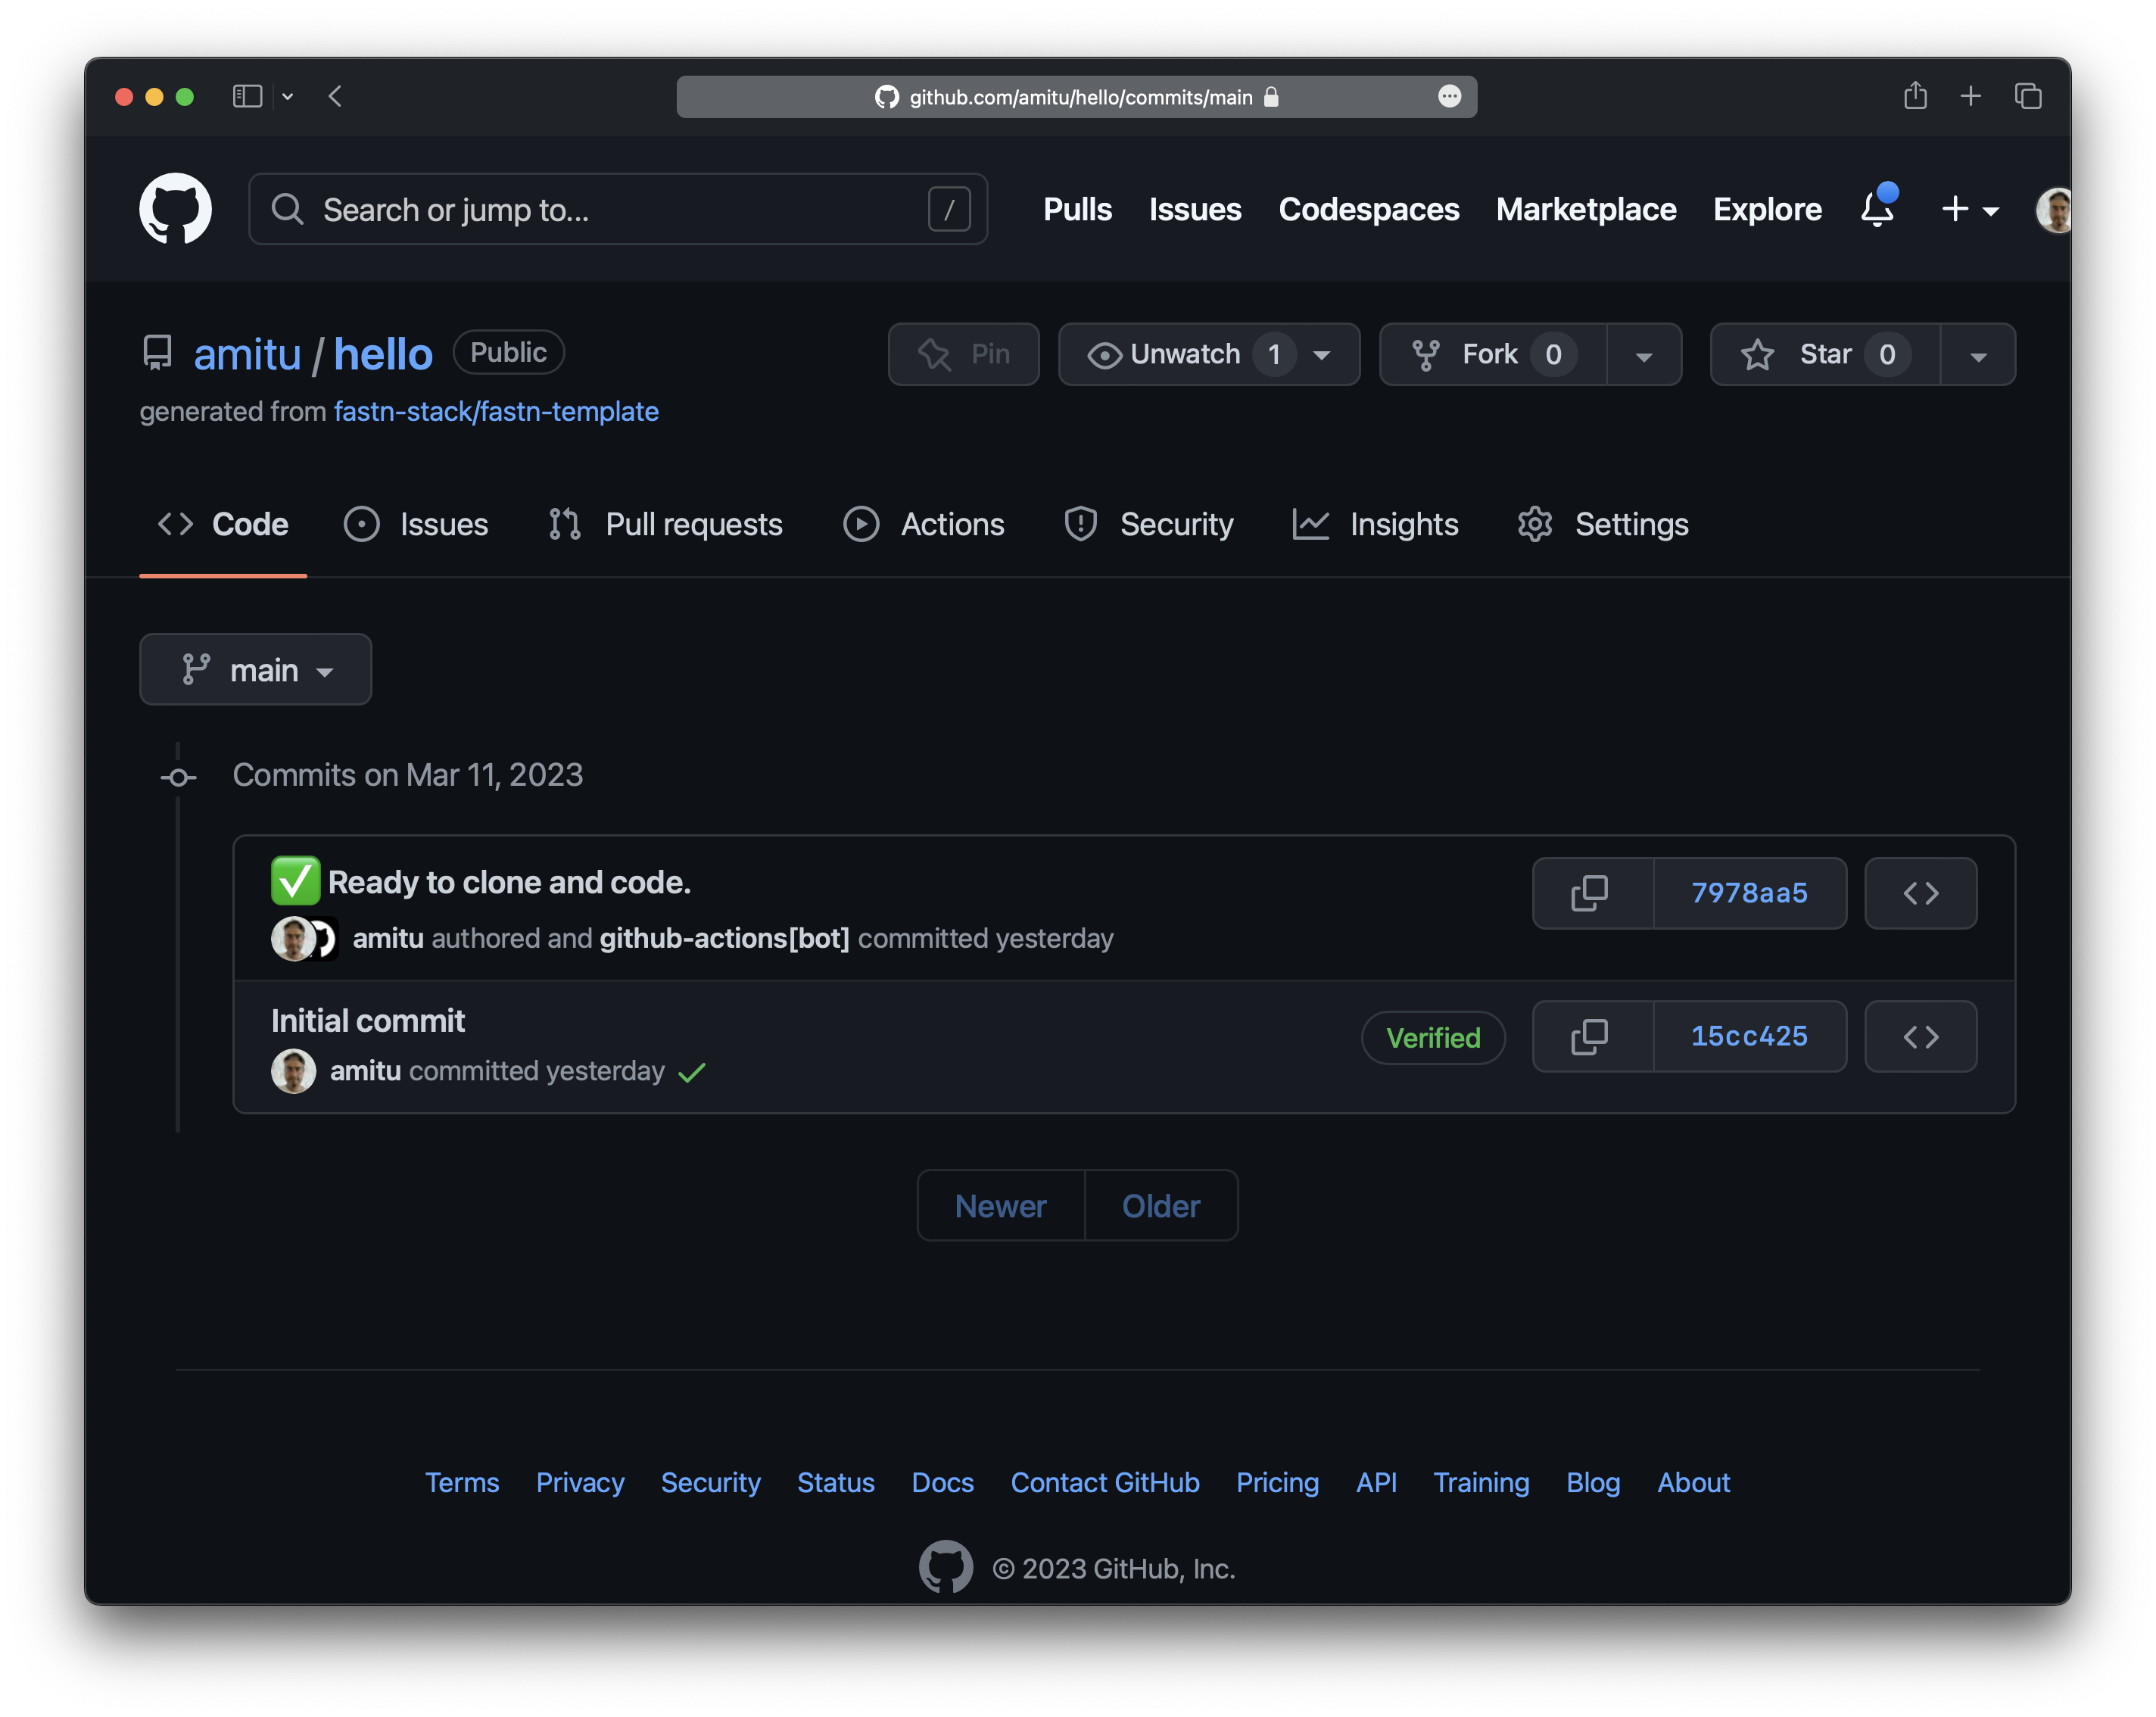 github.com/amitu/hello/commits/main
Search or jump to... /
Pulls Issues Codespaces Marketplace Explore
amitu / hello Public
Pin Unwatch 1 Fork 0 Star 0
generated from fastn-stack/fastn-template
Code Issues Pull requests Actions Security Insights Settings
main
Commits on Mar 11, 2023
✅ Ready to clone and code.
7978aa5
amitu authored and github-actions[bot] committed yesterday
Initial commit
Verified 15cc425
amitu committed yesterday
Newer Older
Terms Privacy Security Status Docs Contact GitHub Pricing API Training Blog About
© 2023 GitHub, Inc.